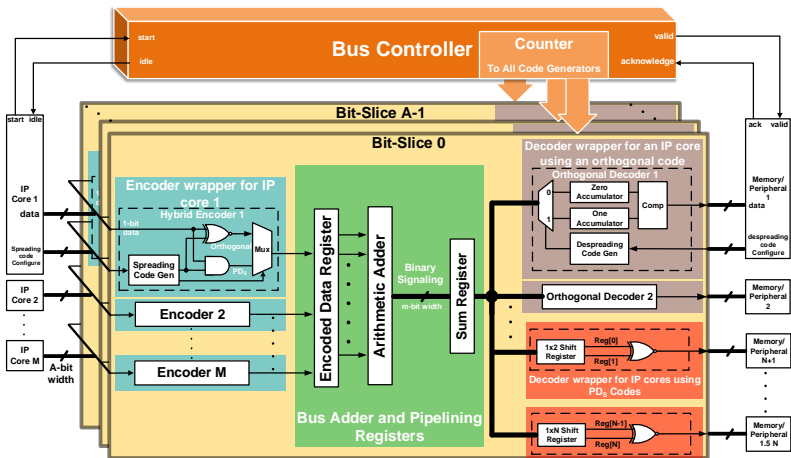 start
idle
Bus Controller
Counter
To All Code Generators
valid
acknowledge
Bit-Slice A-1
Bit-Slice 0
start idle
IP
Core 1
data
Spreading
code
Configure
IP
Core 2
IP
Core M
A-bit
width
Encoder wrapper for IP
core 1
Hybrid Encoder 1
1-bit
data
Orthogonal
Mux
Spreading
Code Gen
PDS
Encoder 2
Encoder M
Encoded Data Register
Arithmetic Adder
Binary
Signaling
m-bit width
Sum Register
Bus Adder and Pipelining
Registers
Decoder wrapper for an IP core
using an orthogonal code
Orthogonal Decoder 1
0
1
Zero
Accumulator
One
Accumulator
Comp
Despreading
Code Gen
Orthogonal Decoder 2
1x2 Shift
Register
Reg[0]
Reg[1]
Decoder wrapper for IP cores using
PDS Codes
1xN Shift
Register
Reg[N-1]
Reg[N]
ack valid
Memory/
Peripheral
1
data
despreading
code
Configure
Memory/
Peripheral
2
Memory/
Peripheral
N+1
Memory/
Peripheral
1.5 N